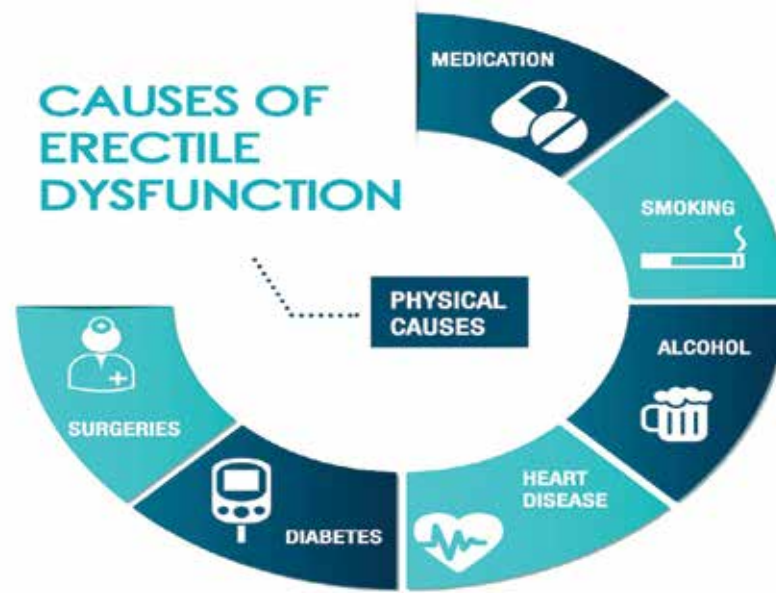 CAUSES OF
ERECTILE
DYSFUNCTION
PHYSICAL
CAUSES
MEDICATION
SMOKING
ALCOHOL
HEART
DISEASE
DIABETES
SURGERIES